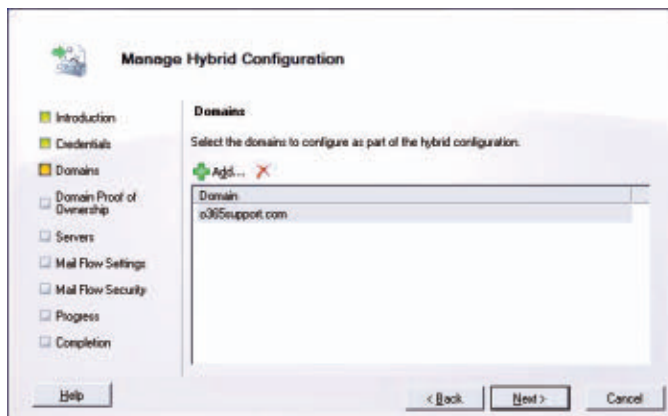 Manage Hybrid Configuration
Introduction
Credentials
Domains
Domain Proof of
Ownership
Servers
Mail Flow Settings
Mail Flow Security
Progress
Completion
Domains
Select the domains to configure as part of the hybrid configuration.
Add...
Domain
o365support.com
Help
< Back
Next >
Cancel